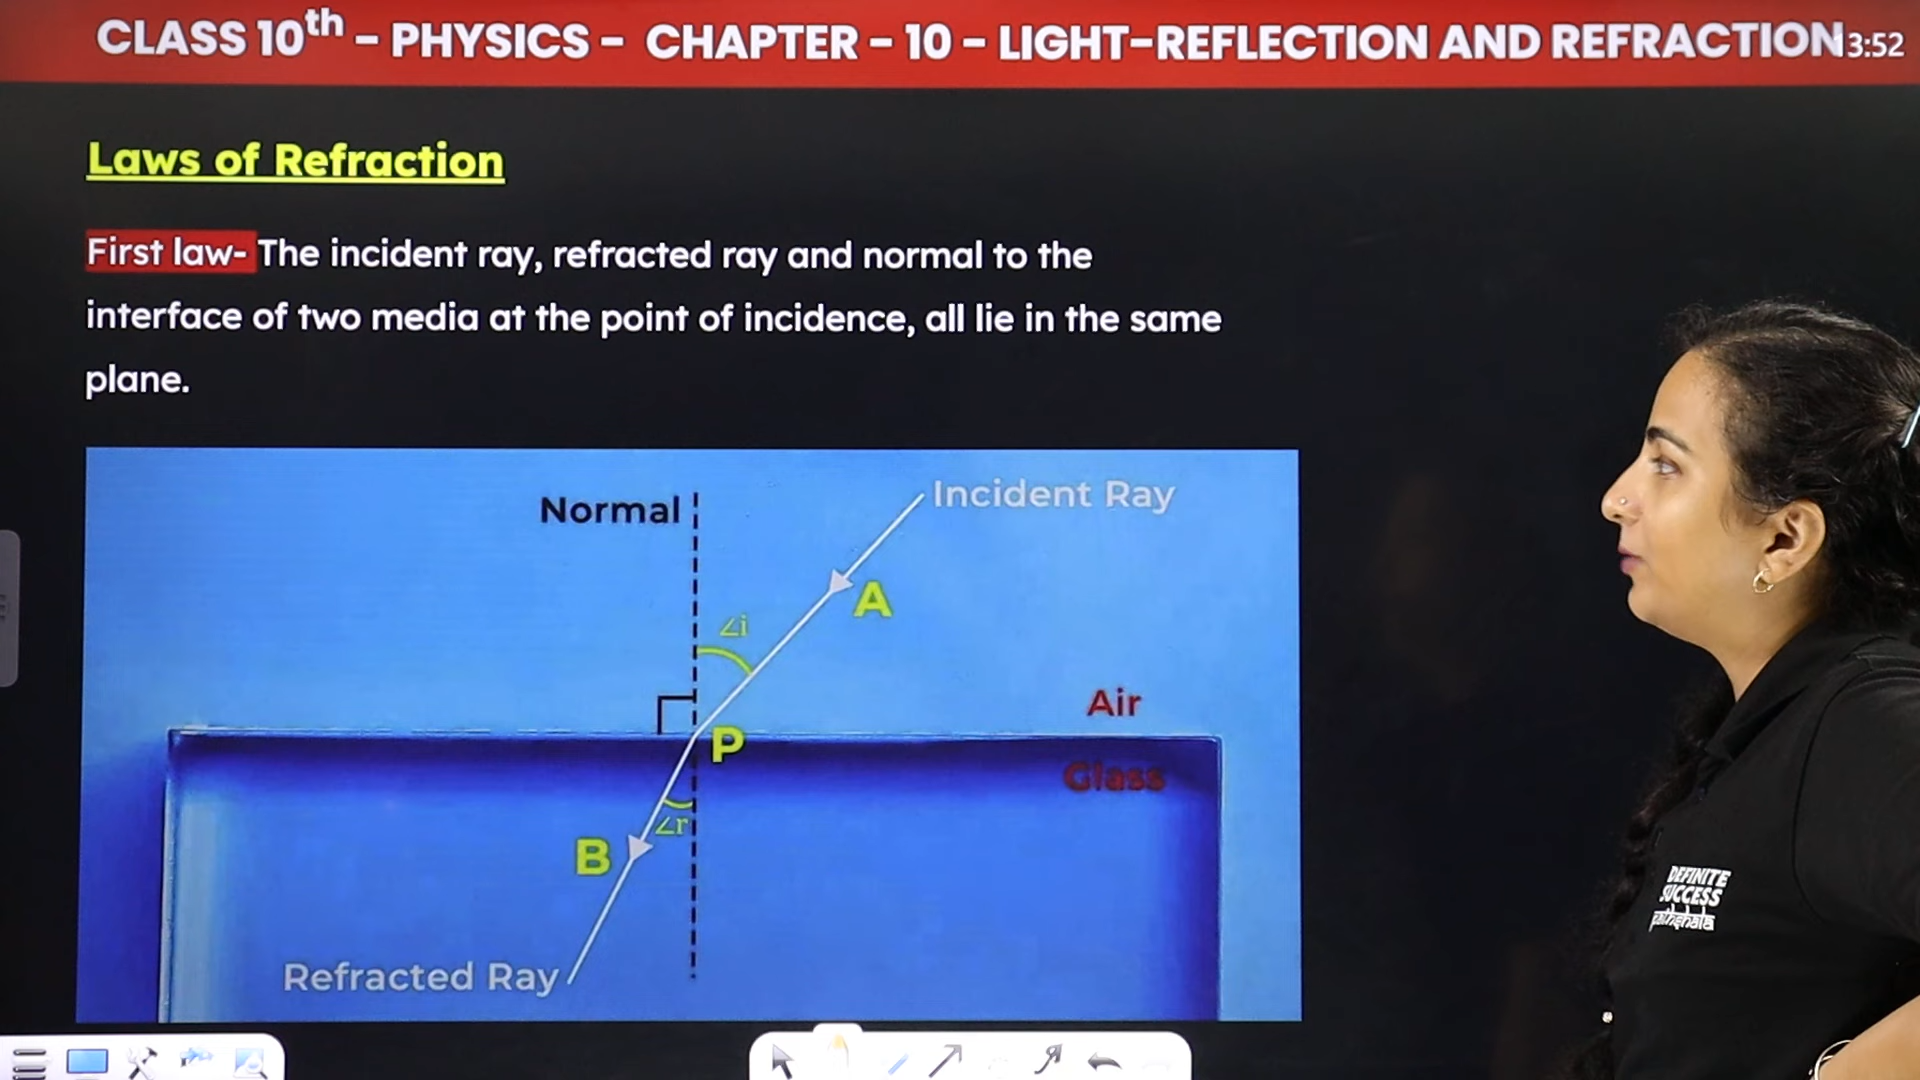 CLASS 10th - PHYSICS - CHAPTER - 10 - LIGHT-REFLECTION AND REFRACTION
13:52
Laws of Refraction
First law- The incident ray, refracted ray and normal to the
interface of two media at the point of incidence, all lie in the same
plane.
Normal
Incident Ray
A
∠i
Air
P
Glass
∠r
B
Refracted Ray
DEFINITE
SUCCESS
pathshala